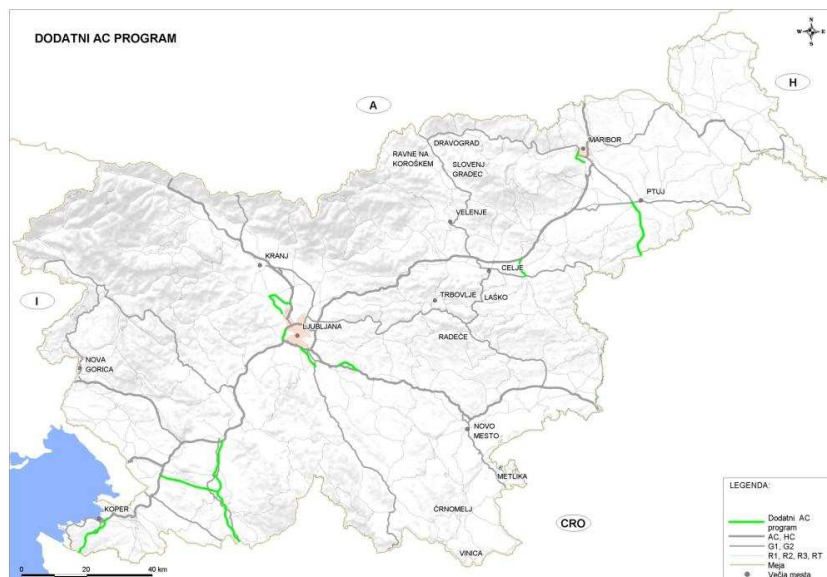 DODATNI AC PROGRAM
N
W E
S
H
A
MARIBOR
DRAVOGRAD
RAVNE NA
KOROŠKEM
SLOVENJ
GRADEC
PTUJ
VELENJE
KRANJ
CELJE
I
TRBOVLJE
LAŠKO
LJUBLJANA
RADEČE
NOVA
GORICA
NOVO
MESTO
METLIKA
KOPER
ČRNOMELJ
CRO
VINICA
0 20 40 km
LEGENDA:
Dodatni AC
program
AC, HC
G1, G2
R1, R2, R3, RT
Meja
Večja mesta